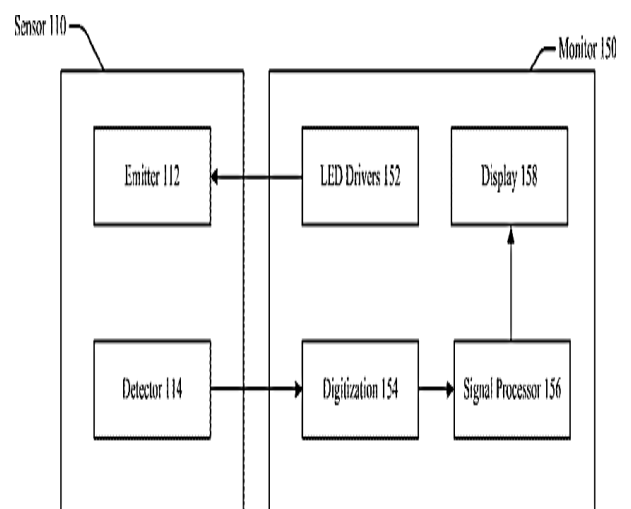 Sensor 110
Monitor 150
Emitter 112
LED Drivers 152
Display 158
Detector 114
Digitization 154
Signal Processor 156